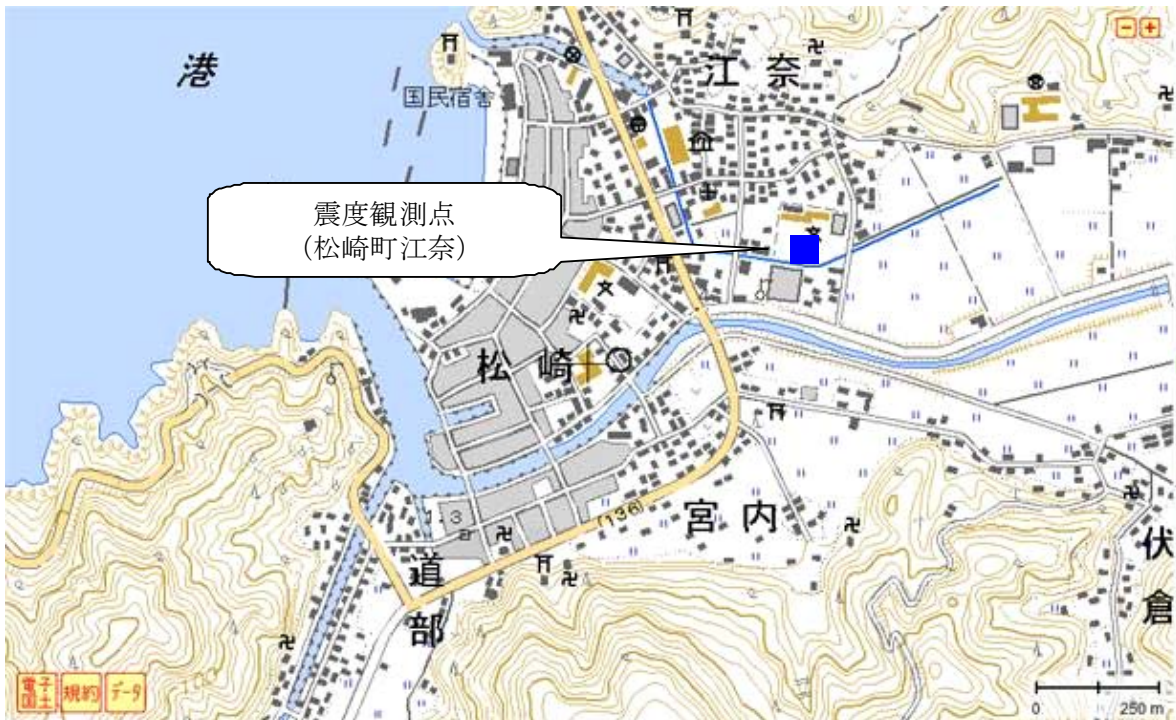 港
江奈
国民宿舎
震度観測点
(松崎町江奈)
松崎
宮内
(136)
1.3
道部
伏倉
100
電子国土
規約
データ
0
250 m